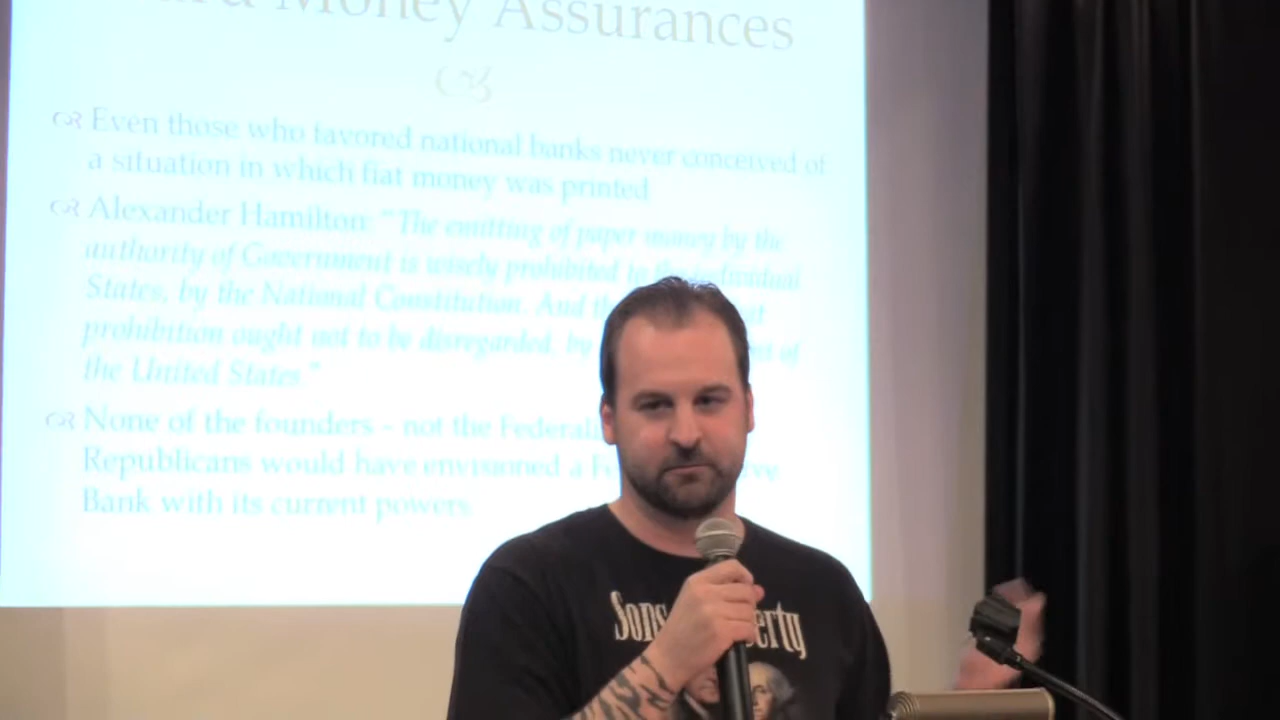 Money Assurances
Even those who favored national banks never conceived of
a situation in which fiat money was printed
Alexander Hamilton: "The emitting of paper money by the
authority of Government is wisely prohibited to the individual
States, by the National Constitution. And
prohibition ought not to be disregarded, by of
the United States."
None of the founders – not the
Republicans would have envisioned a
Bank with its current powers.
Sons